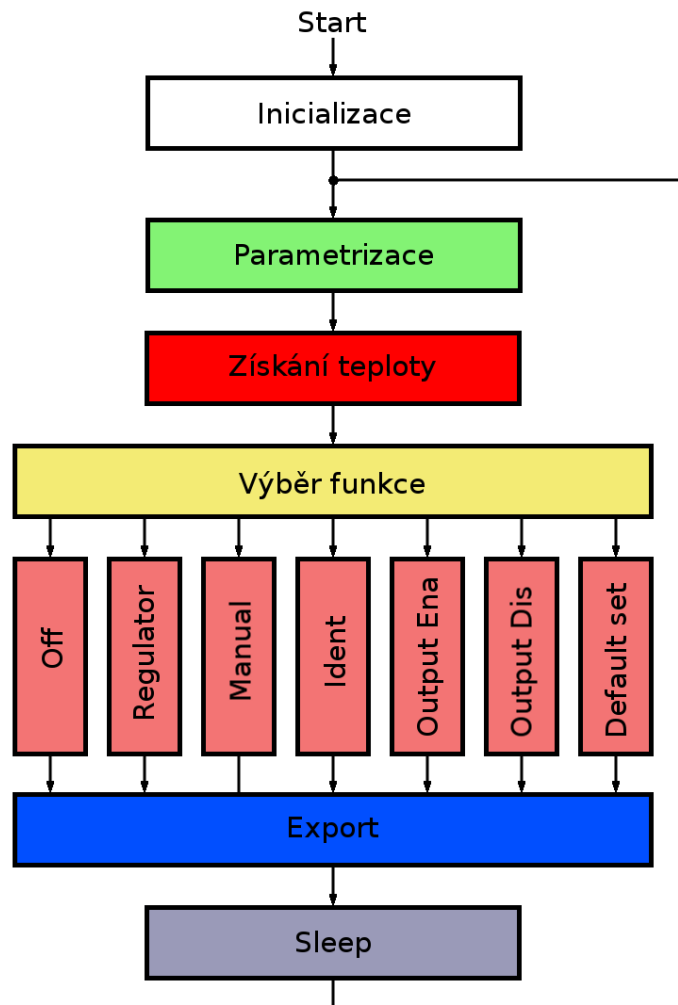 Start
Inicializace
Parametrizace
Získání teploty
Výběr funkce
Off
Regulator
Manual
Ident
Output Ena
Output Dis
Default set
Export
Sleep